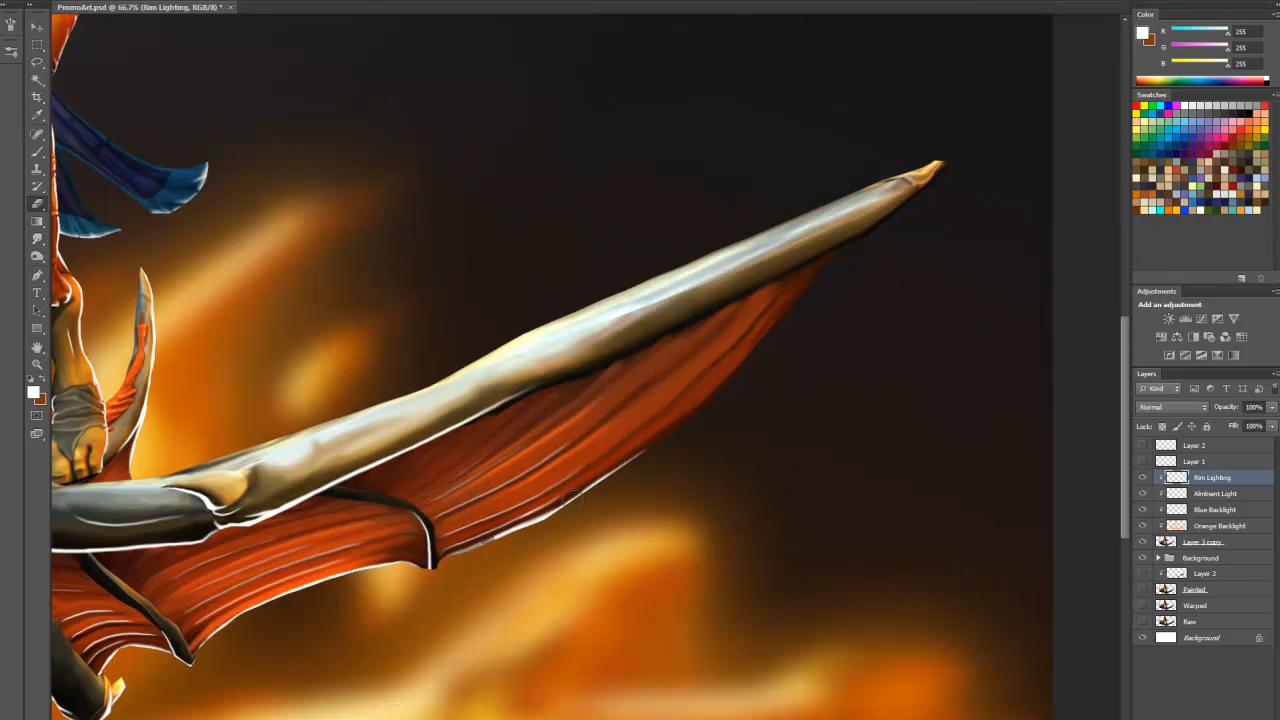 PromoArt.psd @ 66.7% (Rim Lighting, RGB/8) * ×
Color
R 255
G 255
B 255
Swatches
Adjustments
Add an adjustment
Layers
Kind
Normal Opacity: 100%
Lock: Fill: 100%
Layer 2
Layer 1
Rim Lighting
Almbient Light
Blue Backlight
Orange Backlight
Layer 3 copy
Background
Layer 3
Painted
Warped
Raw
Background